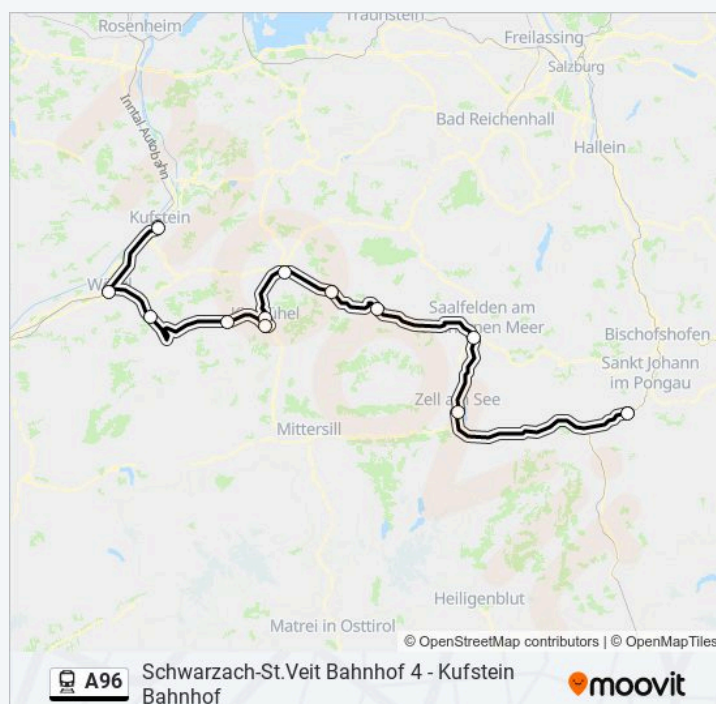 Rosenheim
Traunstein
Freilassing
Salzburg
Inntal Autobahn
Bad Reichenhall
Hallein
Kufstein
Saalfelden am
Bischofshofen
Sankt Johann
im Pongau
Zell am See
Mittersill
Heiligenblut
Matrei in Osttirol
© OpenStreetMap contributors | © OpenMapTiles
A96
Schwarzach-St.Veit Bahnhof 4 - Kufstein
Bahnhof
moovit